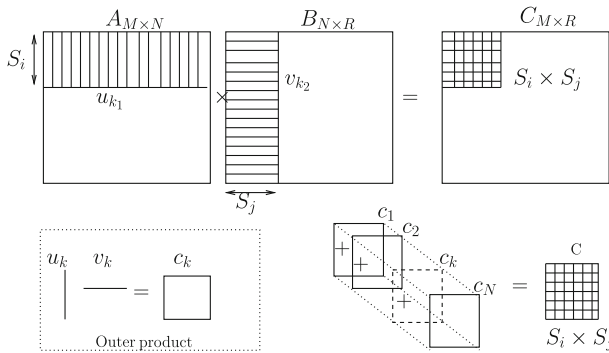 A_{M×N} B_{N×R} C_{M×R}
S_i u_{k_1} × v_{k_2} = S_i × S_j
S_j
u_k v_k = c_k
Outer product
c_1
c_2
c_k
c_N
+
+
+
= C
S_i × S